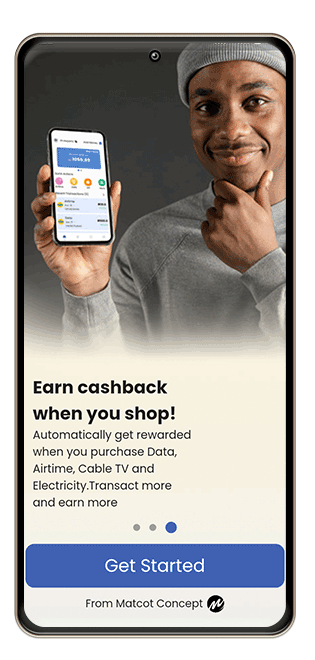 Earn cashback
when you shop!
Automatically get rewarded
when you purchase Data,
Airtime, Cable TV and
Electricity.Transact more
and earn more
Get Started
From Matcot Concept